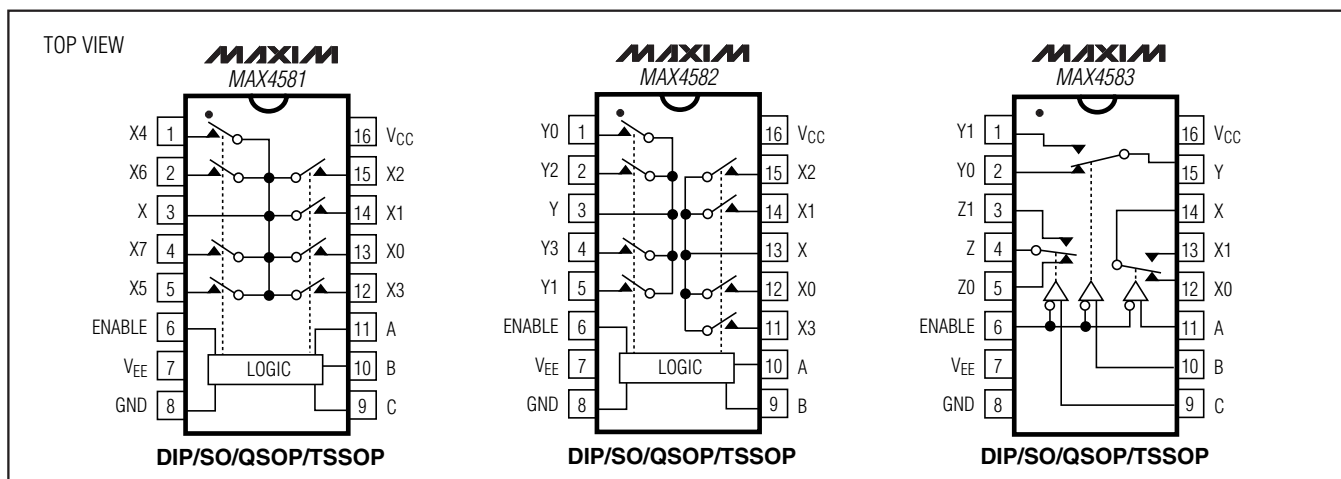 TOP VIEW
MAXIM
MAX4581
X4 1
16 VCC
X6 2
15 X2
X 3
14 X1
X7 4
13 X0
X5 5
12 X3
ENABLE 6
11 A
VEE 7
LOGIC
10 B
GND 8
9 C
DIP/SO/QSOP/TSSOP
MAXIM
MAX4582
Y0 1
16 VCC
Y2 2
15 X2
Y 3
14 X1
Y3 4
13 X
Y1 5
12 X0
ENABLE 6
11 X3
VEE 7
LOGIC
10 A
GND 8
9 B
DIP/SO/QSOP/TSSOP
MAXIM
MAX4583
Y1 1
16 VCC
Y0 2
15 Y
Z1 3
14 X
Z 4
13 X1
Z0 5
12 X0
ENABLE 6
11 A
VEE 7
10 B
GND 8
9 C
DIP/SO/QSOP/TSSOP